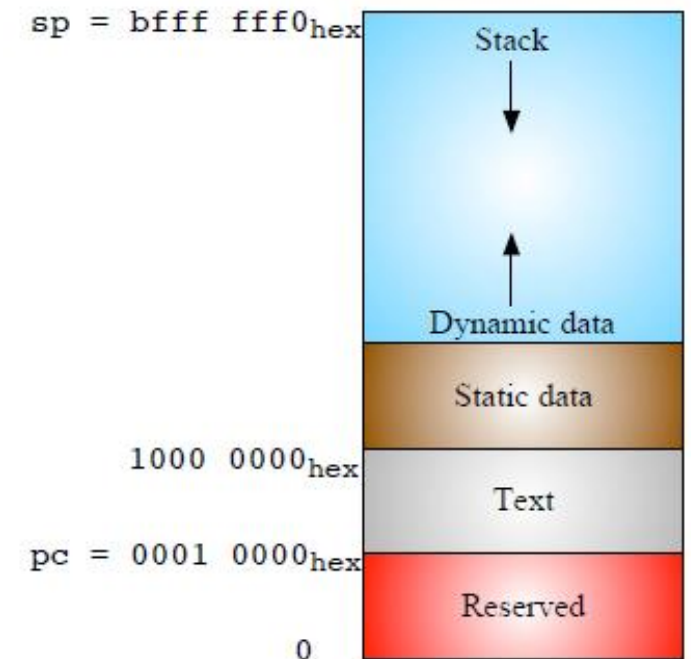 sp = bfff fff0hex
Stack
Dynamic data
Static data
1000 0000hex
Text
pc = 0001 0000hex
Reserved
0